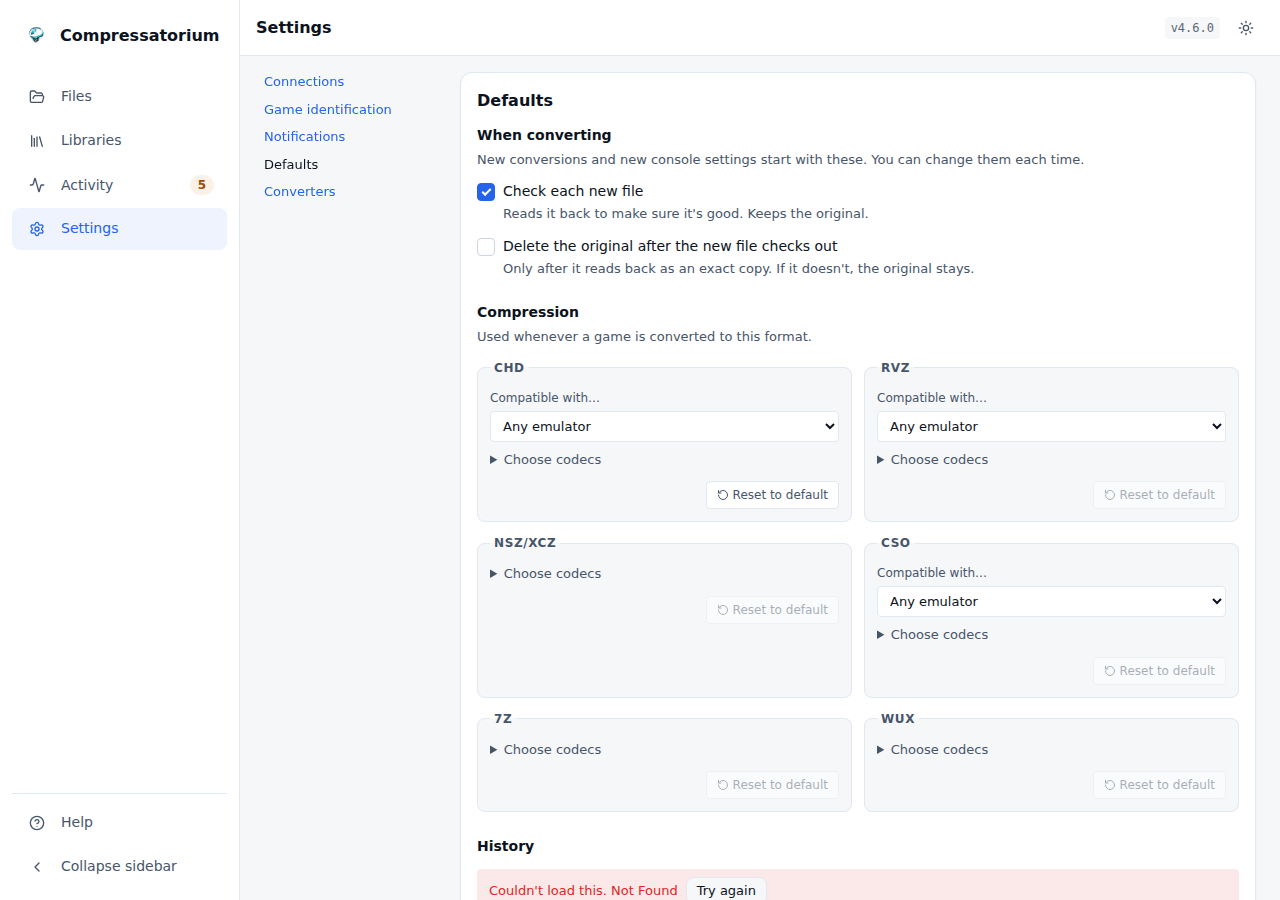 Compressatorium
Settings
v4.6.0
Files
Libraries
Activity
5
Settings
Help
Collapse sidebar
Connections
Game identification
Notifications
Defaults
Converters
Defaults
When converting
New conversions and new console settings start with these. You can change them each time.
Check each new file
Reads it back to make sure it's good. Keeps the original.
Delete the original after the new file checks out
Only after it reads back as an exact copy. If it doesn't, the original stays.
Compression
Used whenever a game is converted to this format.
CHD
Compatible with…
Any emulator
Choose codecs
Reset to default
RVZ
Compatible with…
Any emulator
Choose codecs
Reset to default
NSZ/XCZ
Choose codecs
Reset to default
CSO
Compatible with…
Any emulator
Choose codecs
Reset to default
7Z
Choose codecs
Reset to default
WUX
Choose codecs
Reset to default
History
Couldn't load this. Not Found
Try again